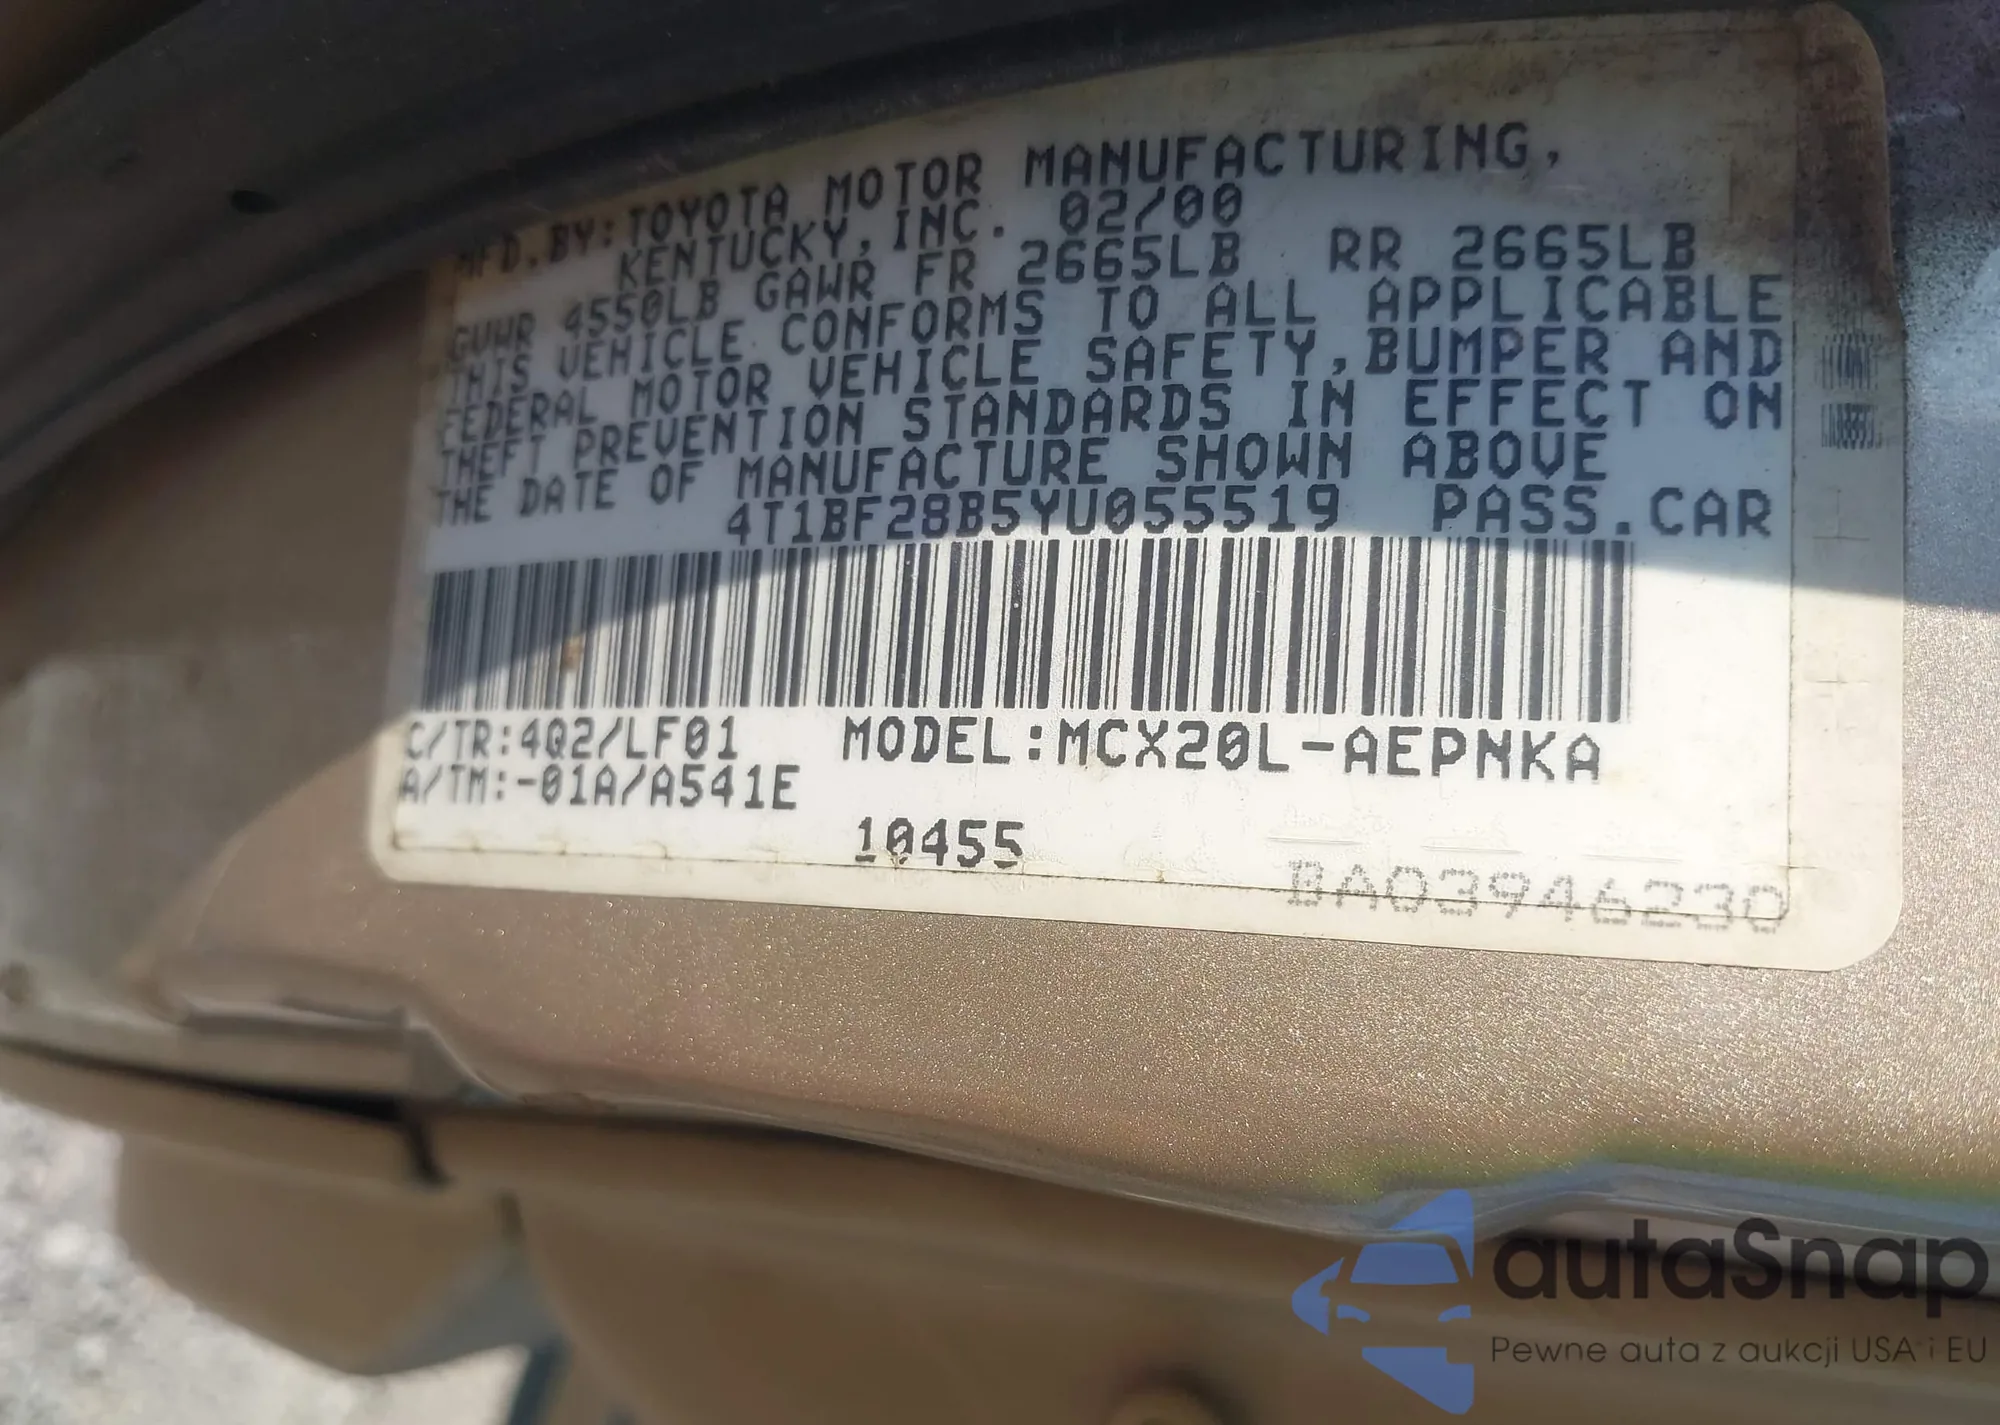 MFD.BY:TOYOTA MOTOR MANUFACTURING,
KENTUCKY,INC. 02/00
GVWR 4550LB GAWR FR 2665LB RR 2665LB
THIS VEHICLE CONFORMS TO ALL APPLICABLE
FEDERAL MOTOR VEHICLE SAFETY,BUMPER AND
THEFT PREVENTION STANDARDS IN EFFECT ON
THE DATE OF MANUFACTURE SHOWN ABOVE
4T1BF28B5YU055519 PASS.CAR
C/TR:4Q2/LF01 MODEL:MCX20L-AEPNKA
A/TM:-01A/A541E
10455
BA03946230
autaSnap
Pewne auta z aukcji USA i EU